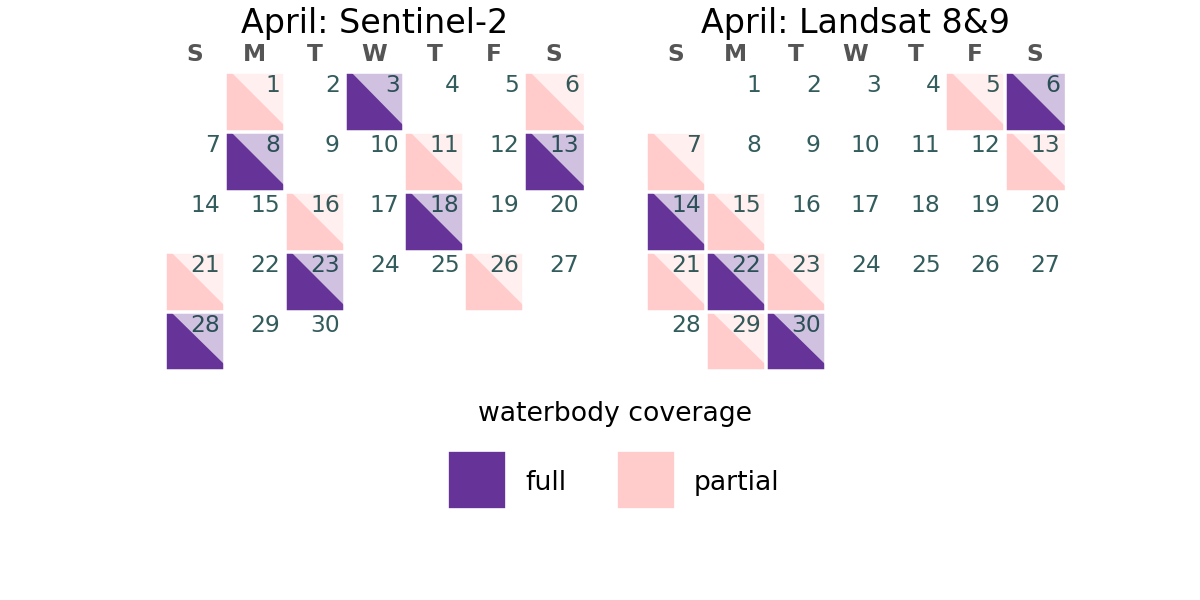 April: Sentinel-2
S M T W T F S
1 2 3 4 5 6
7 8 9 10 11 12 13
14 15 16 17 18 19 20
21 22 23 24 25 26 27
28 29 30
April: Landsat 8&9
S M T W T F S
1 2 3 4 5 6
7 8 9 10 11 12 13
14 15 16 17 18 19 20
21 22 23 24 25 26 27
28 29 30
waterbody coverage
full partial